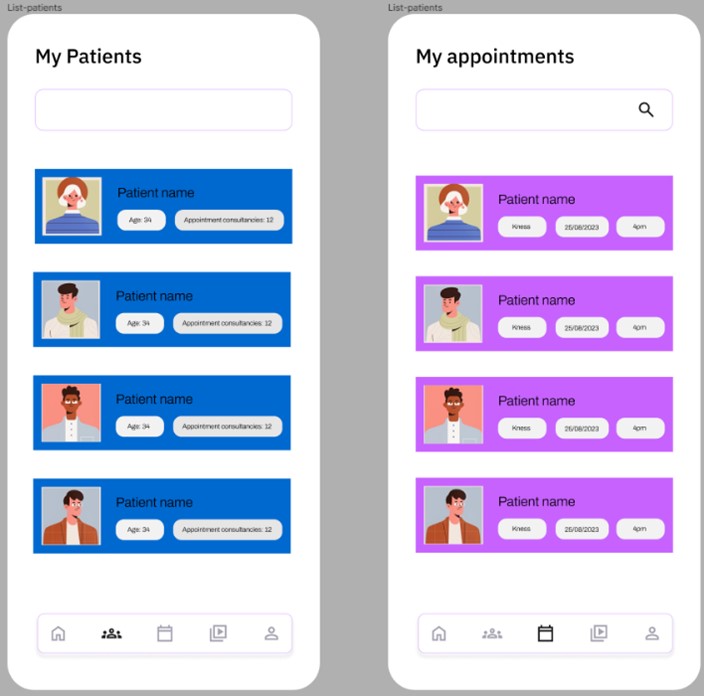 List-patients
My Patients
Patient name
Age: 34
Appointment consultancies: 12
Patient name
Age: 34
Appointment consultancies: 12
Patient name
Age: 34
Appointment consultancies: 12
Patient name
Age: 34
Appointment consultancies: 12
List-patients
My appointments
Patient name
Kness
25/08/2023
4pm
Patient name
Kness
25/08/2023
4pm
Patient name
Kness
25/08/2023
4pm
Patient name
Kness
25/08/2023
4pm